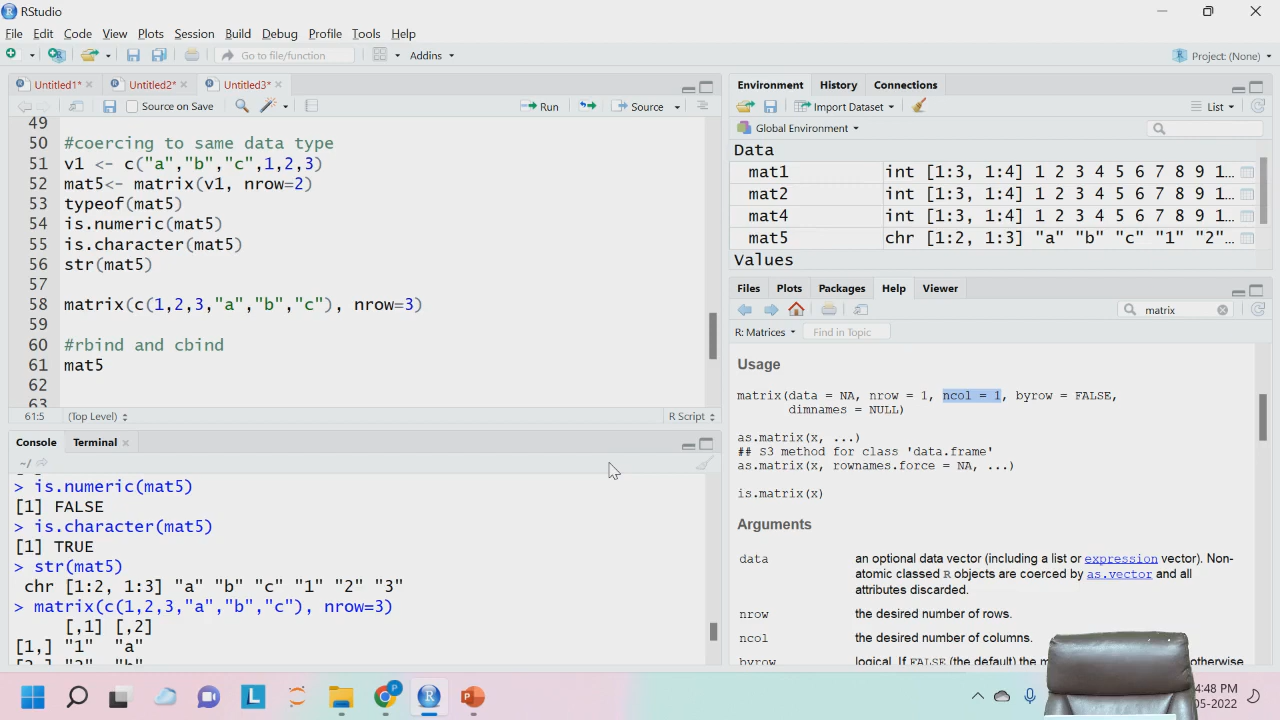 RStudio
File Edit Code View Plots Session Build Debug Profile Tools Help
Go to file/function Addins Project: (None)
Untitled1* Untitled2* Untitled3*
Source on Save Run Source
49
50 #coercing to same data type
51 v1 <- c("a","b","c",1,2,3)
52 mat5<- matrix(v1, nrow=2)
53 typeof(mat5)
54 is.numeric(mat5)
55 is.character(mat5)
56 str(mat5)
57
58 matrix(c(1,2,3,"a","b","c"), nrow=3)
59
60 #rbind and cbind
61 mat5
62
63
61:5 (Top Level) R Script
Console Terminal
~/
> is.numeric(mat5)
[1] FALSE
> is.character(mat5)
[1] TRUE
> str(mat5)
chr [1:2, 1:3] "a" "b" "c" "1" "2" "3"
> matrix(c(1,2,3,"a","b","c"), nrow=3)
[,1] [,2]
[1,] "1" "a"
Environment History Connections
Import Dataset List
Global Environment
Data
mat1 int [1:3, 1:4] 1 2 3 4 5 6 7 8 9 1…
mat2 int [1:3, 1:4] 1 2 3 4 5 6 7 8 9 1…
mat4 int [1:3, 1:4] 1 2 3 4 5 6 7 8 9 1…
mat5 chr [1:2, 1:3] "a" "b" "c" "1" "2"…
Values
Files Plots Packages Help Viewer
matrix
R: Matrices Find in Topic
Usage
matrix(data = NA, nrow = 1, ncol = 1, byrow = FALSE,
dimnames = NULL)
as.matrix(x, ...)
## S3 method for class 'data.frame'
as.matrix(x, rownames.force = NA, ...)
is.matrix(x)
Arguments
data an optional data vector (including a list or expression vector). Non-
atomic classed R objects are coerced by as.vector and all
attributes discarded.
nrow the desired number of rows.
ncol the desired number of columns.
byrow logical. If FALSE (the default) the otherwise
4:48 PM
05-2022